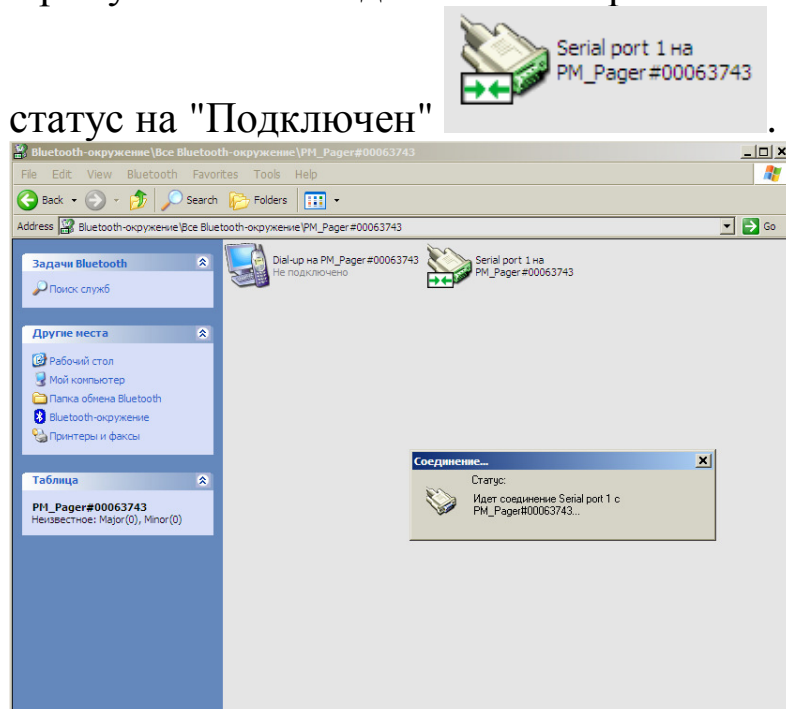 Serial port 1 на
PM_Pager#00063743
статус на "Подключен" .
Bluetooth-окружение\Все Bluetooth-окружение\PM_Pager#00063743
File Edit View Bluetooth Favorites Tools Help
Back Search Folders
Address Bluetooth-окружение\Все Bluetooth-окружение\PM_Pager#00063743 Go
Задачи Bluetooth
Поиск служб
Другие места
Рабочий стол
Мой компьютер
Папка обмена Bluetooth
Bluetooth-окружение
Принтеры и факсы
Таблица
PM_Pager#00063743
Неизвестное: Major(0), Minor(0)
Dial-up на PM_Pager#00063743
Не подключено
Serial port 1 на
PM_Pager#00063743
Соединение...
Статус:
Идет соединение Serial port 1 с
PM_Pager#00063743...